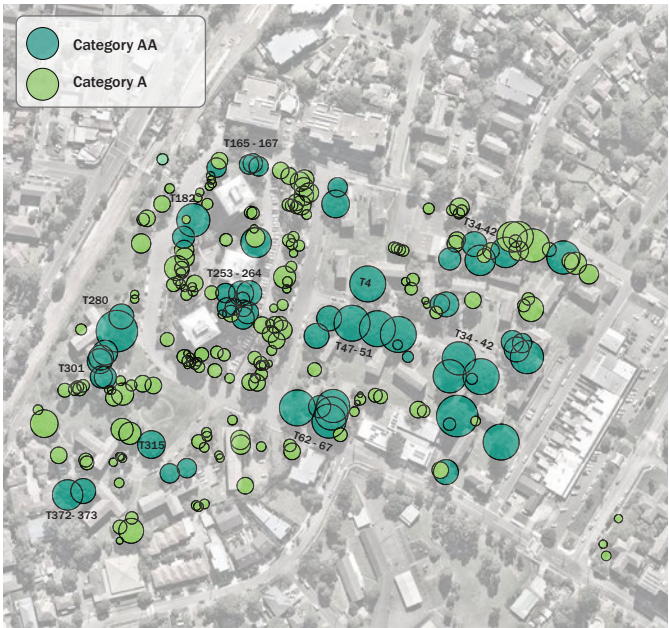 Category AA
Category A
T165 - 167
T182
T34-42
T253 - 264
T4
T280
T34 - 42
T47-51
T301
T62 - 67
T315
T372- 373